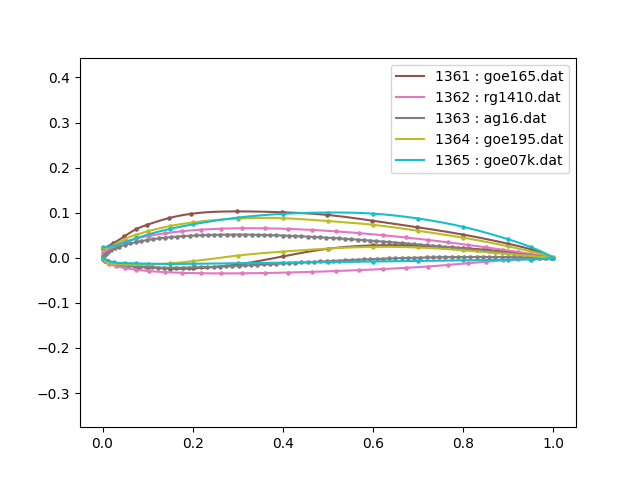 1361 : goe165.dat
1362 : rg1410.dat
1363 : ag16.dat
1364 : goe195.dat
1365 : goe07k.dat
0.4
0.3
0.2
0.1
0.0
−0.1
−0.2
−0.3
0.0 0.2 0.4 0.6 0.8 1.0